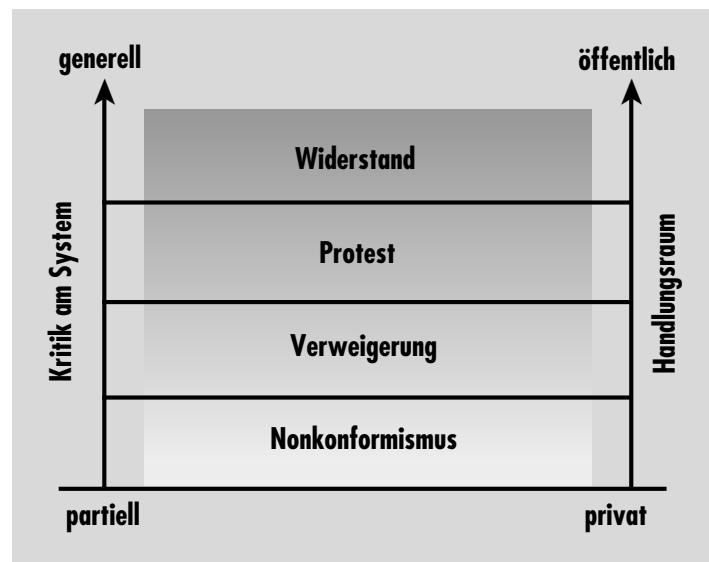 generell
öffentlich
Widerstand
Kritik am System
Protest
Handlungsraum
Verweigerung
Nonkonformismus
partiell
privat